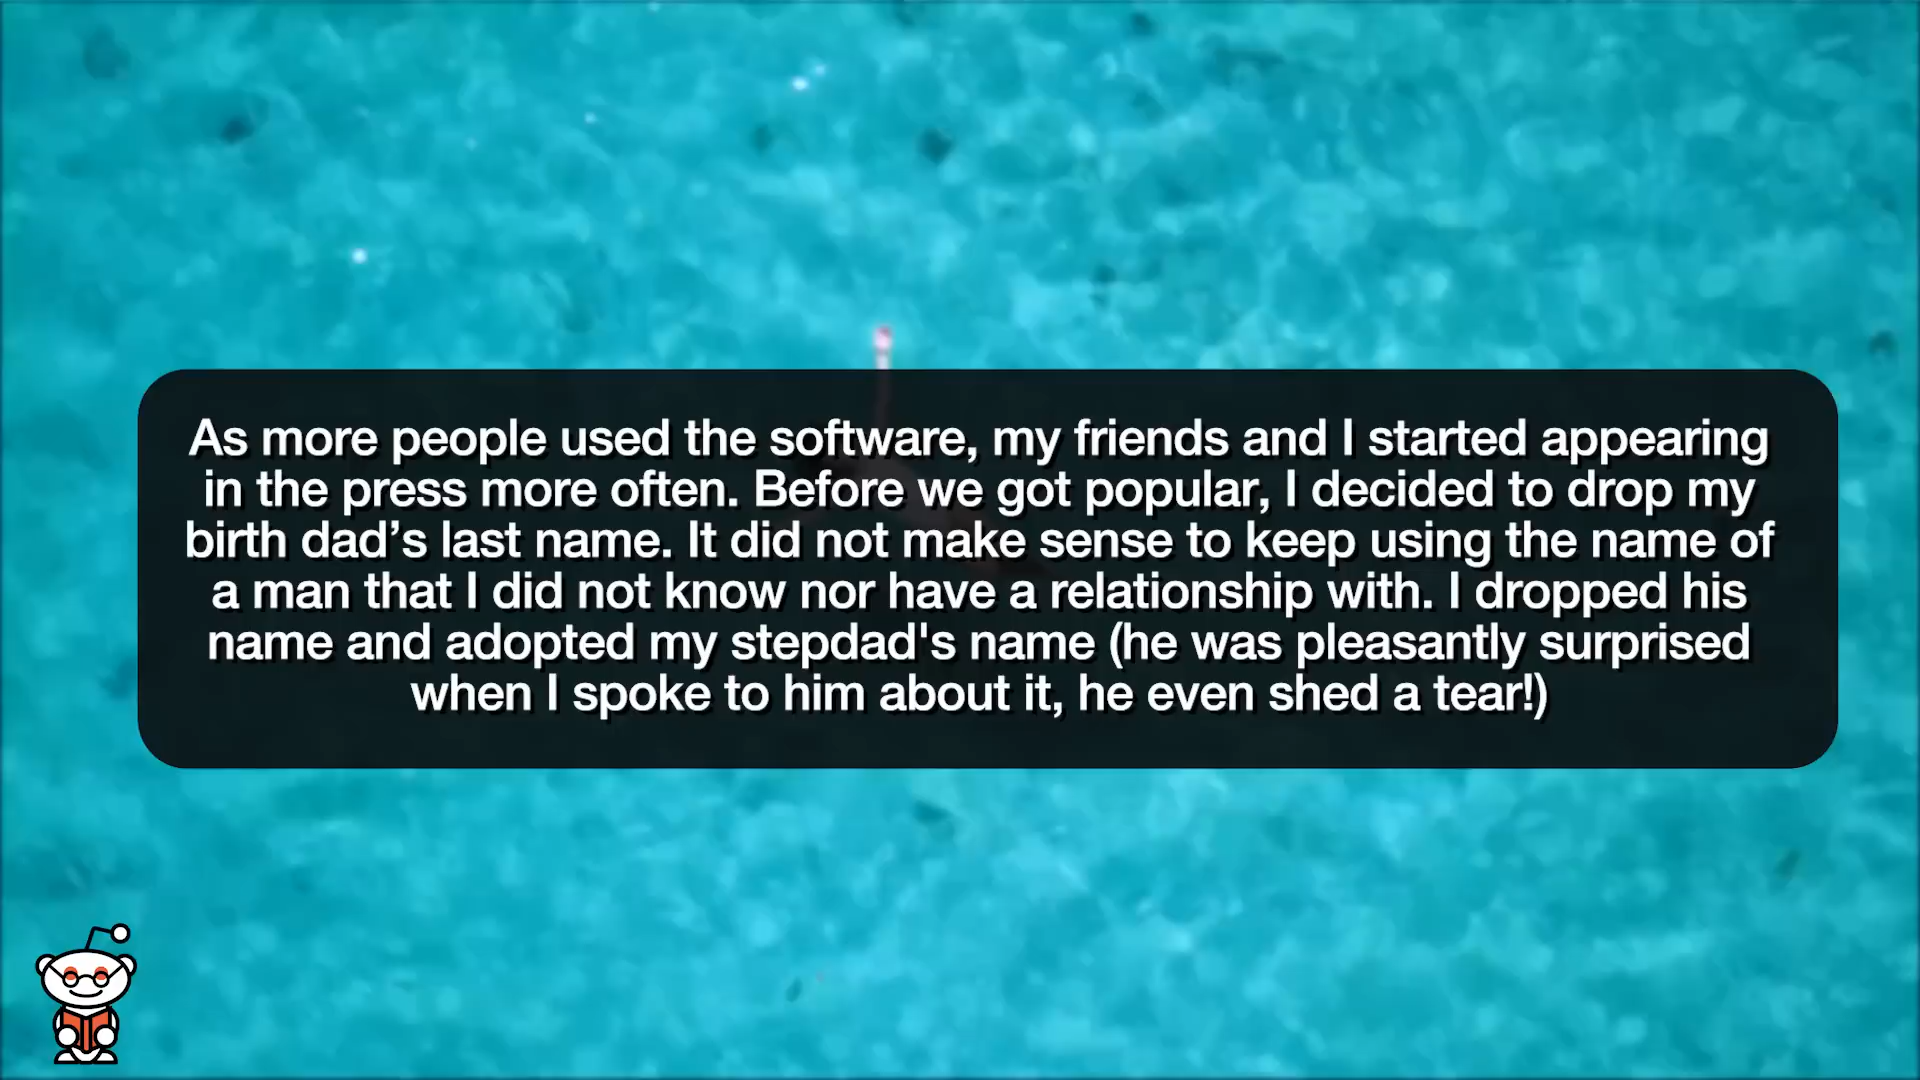 As more people used the software, my friends and I started appearing
in the press more often. Before we got popular, I decided to drop my
birth dad’s last name. It did not make sense to keep using the name of
a man that I did not know nor have a relationship with. I dropped his
name and adopted my stepdad's name (he was pleasantly surprised
when I spoke to him about it, he even shed a tear!)